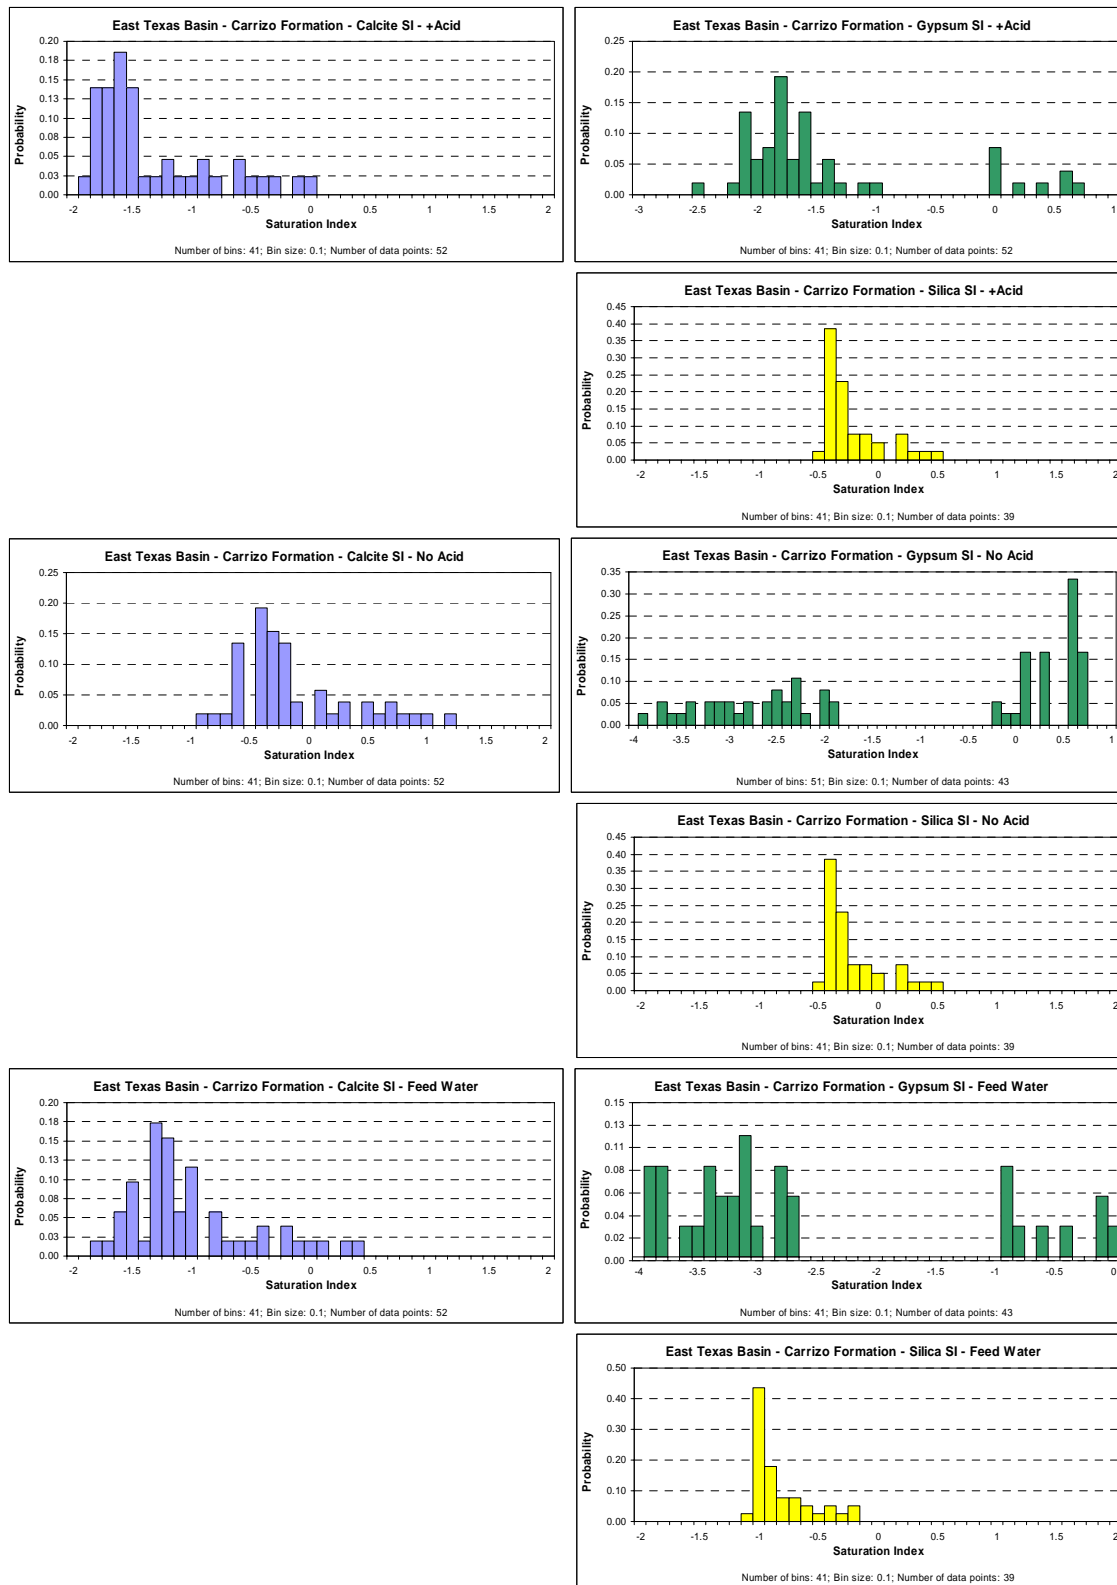 East Texas Basin - Carrizo Formation - Calcite SI - +Acid
0.20
0.18
0.15
0.13
0.10
0.08
0.05
0.03
0.00
Probability
-2 -1.5 -1 -0.5 0 0.5 1 1.5 2
Saturation Index
Number of bins: 41; Bin size: 0.1; Number of data points: 52
East Texas Basin - Carrizo Formation - Gypsum SI - +Acid
0.25
0.20
0.15
0.10
0.05
0.00
Probability
-3 -2.5 -2 -1.5 -1 -0.5 0 0.5 1
Saturation Index
Number of bins: 41; Bin size: 0.1; Number of data points: 52
East Texas Basin - Carrizo Formation - Silica SI - +Acid
0.45
0.40
0.35
0.30
0.25
0.20
0.15
0.10
0.05
0.00
Probability
-2 -1.5 -1 -0.5 0 0.5 1 1.5 2
Saturation Index
Number of bins: 41; Bin size: 0.1; Number of data points: 39
East Texas Basin - Carrizo Formation - Calcite SI - No Acid
0.25
0.20
0.15
0.10
0.05
0.00
Probability
-2 -1.5 -1 -0.5 0 0.5 1 1.5 2
Saturation Index
Number of bins: 41; Bin size: 0.1; Number of data points: 52
East Texas Basin - Carrizo Formation - Gypsum SI - No Acid
0.35
0.30
0.25
0.20
0.15
0.10
0.05
0.00
Probability
-4 -3.5 -3 -2.5 -2 -1.5 -1 -0.5 0 0.5 1
Saturation Index
Number of bins: 51; Bin size: 0.1; Number of data points: 43
East Texas Basin - Carrizo Formation - Silica SI - No Acid
0.45
0.40
0.35
0.30
0.25
0.20
0.15
0.10
0.05
0.00
Probability
-2 -1.5 -1 -0.5 0 0.5 1 1.5 2
Saturation Index
Number of bins: 41; Bin size: 0.1; Number of data points: 39
East Texas Basin - Carrizo Formation - Calcite SI - Feed Water
0.20
0.18
0.15
0.13
0.10
0.08
0.05
0.03
0.00
Probability
-2 -1.5 -1 -0.5 0 0.5 1 1.5 2
Saturation Index
Number of bins: 41; Bin size: 0.1; Number of data points: 52
East Texas Basin - Carrizo Formation - Gypsum SI - Feed Water
0.15
0.13
0.11
0.08
0.06
0.04
0.02
0.00
Probability
-4 -3.5 -3 -2.5 -2 -1.5 -1 -0.5 0
Saturation Index
Number of bins: 41; Bin size: 0.1; Number of data points: 43
East Texas Basin - Carrizo Formation - Silica SI - Feed Water
0.50
0.40
0.30
0.20
0.10
0.00
Probability
-2 -1.5 -1 -0.5 0 0.5 1 1.5 2
Saturation Index
Number of bins: 41; Bin size: 0.1; Number of data points: 39